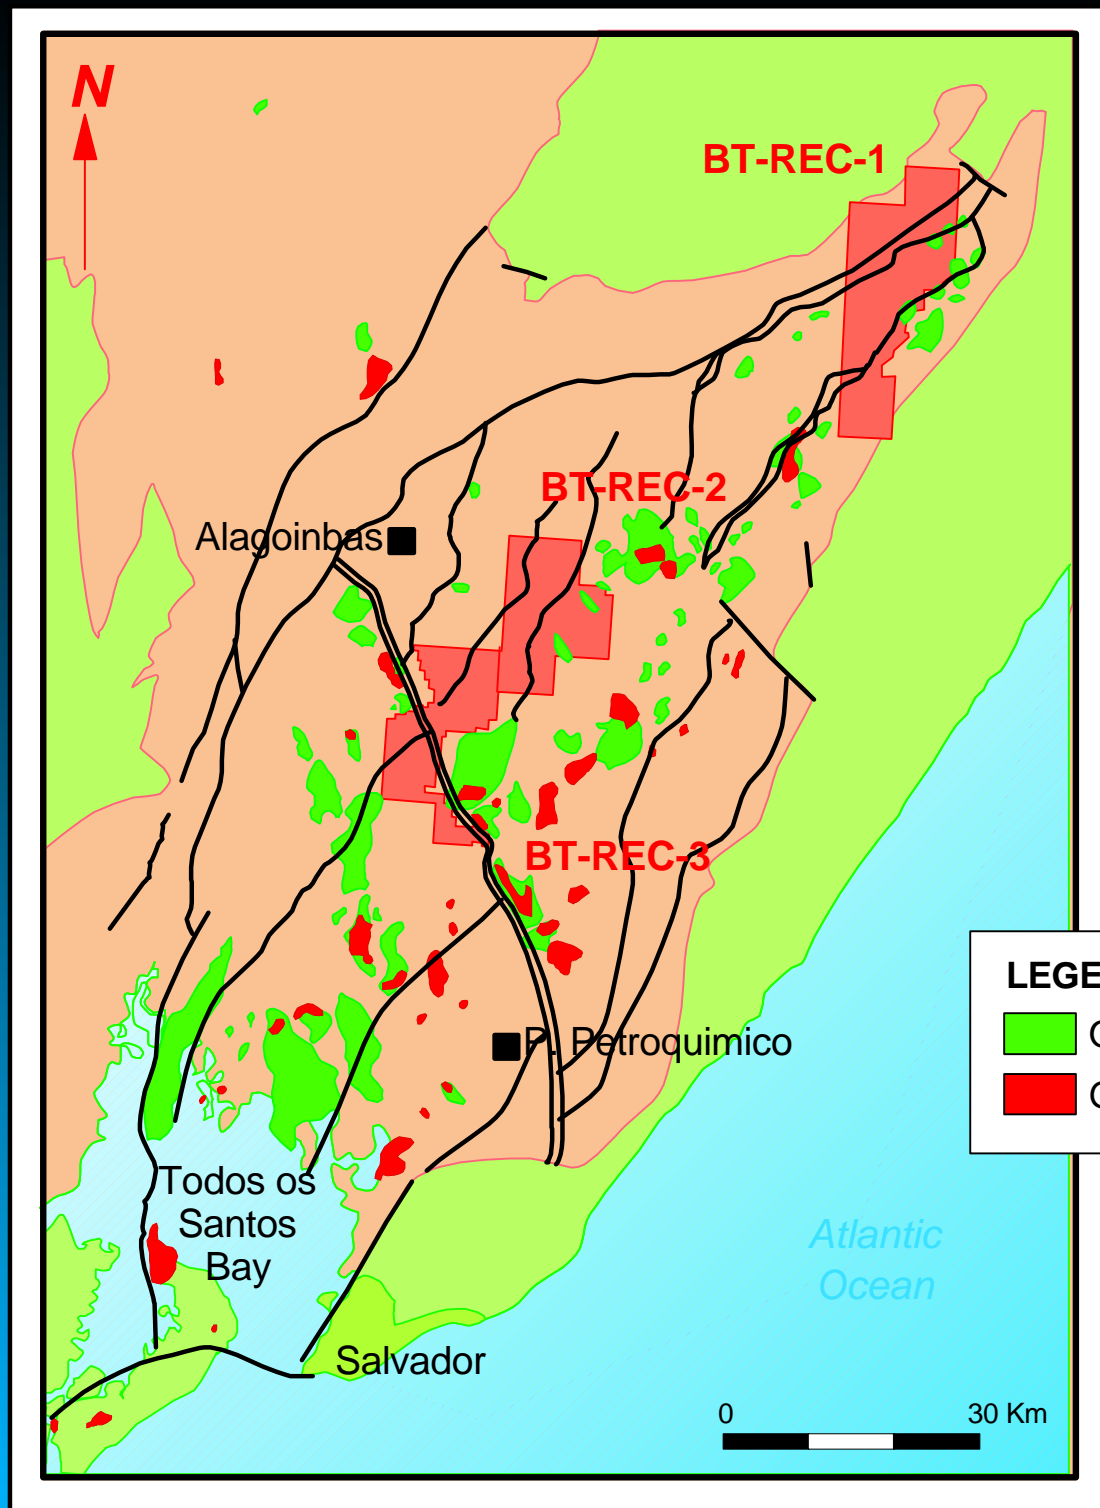 N
BT-REC-1
BT-REC-2
Alagoinbas
BT-REC-3
LEGE
P. Petroquimico
Todos os
Santos
Bay
Atlantic
Ocean
Salvador
0 30 Km